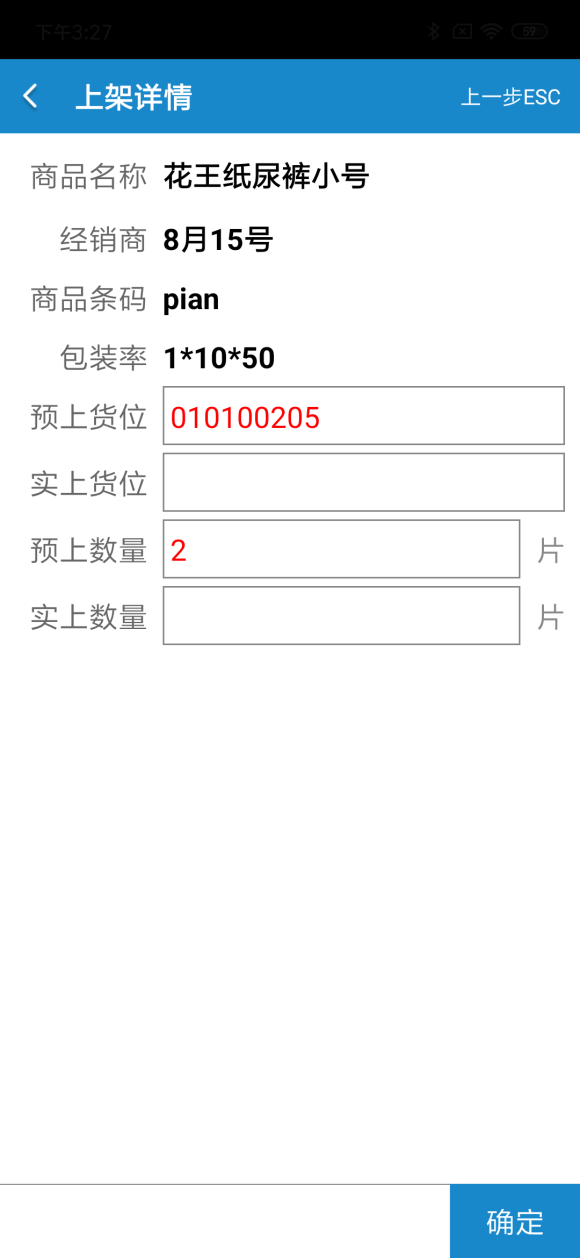 下午3:27
59
上架详情
上一步ESC
商品名称 花王纸尿裤小号
经销商 8月15号
商品条码 pian
包装率 1*10*50
预上货位 010100205
实上货位
预上数量 2 片
实上数量 片
确定